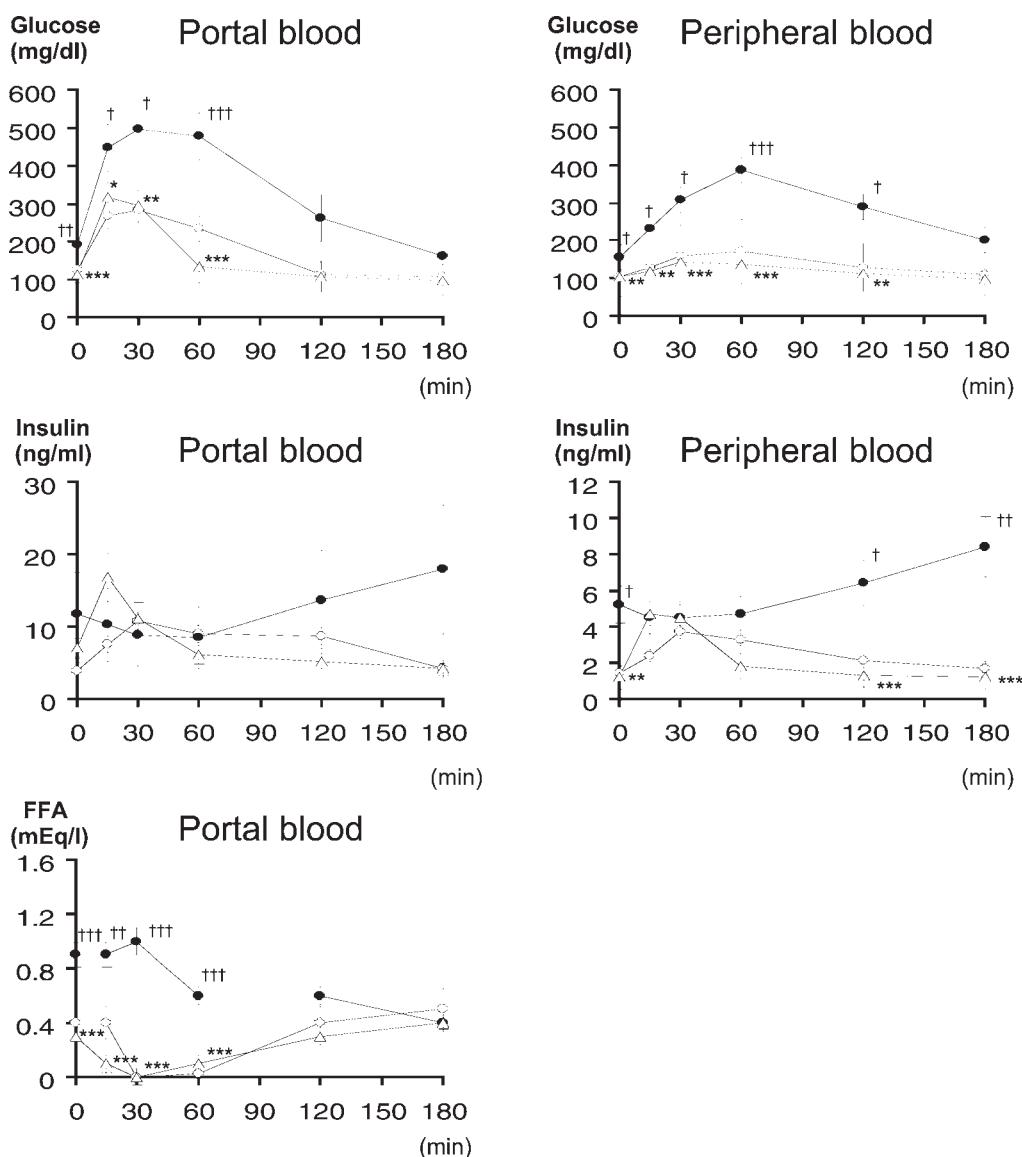 Glucose
(mg/dl)
Portal blood
600
500
400
300
200
100
0
††
†
†
†††
*
**
***
***
0 30 60 90 120 150 180
(min)
Glucose
(mg/dl)
Peripheral blood
600
500
400
300
200
100
0
†
†
†
†††
†
**
**
***
***
**
0 30 60 90 120 150 180
(min)
Insulin
(ng/ml)
Portal blood
30
20
10
0
0 30 60 90 120 150 180
(min)
Insulin
(ng/ml)
Peripheral blood
12
10
8
6
4
2
0
†
†
††
**
***
***
0 30 60 90 120 150 180
(min)
FFA
(mEq/l)
Portal blood
1.6
1.2
0.8
0.4
0
†††
††
†††
†††
***
***
***
***
0 30 60 90 120 150 180
(min)